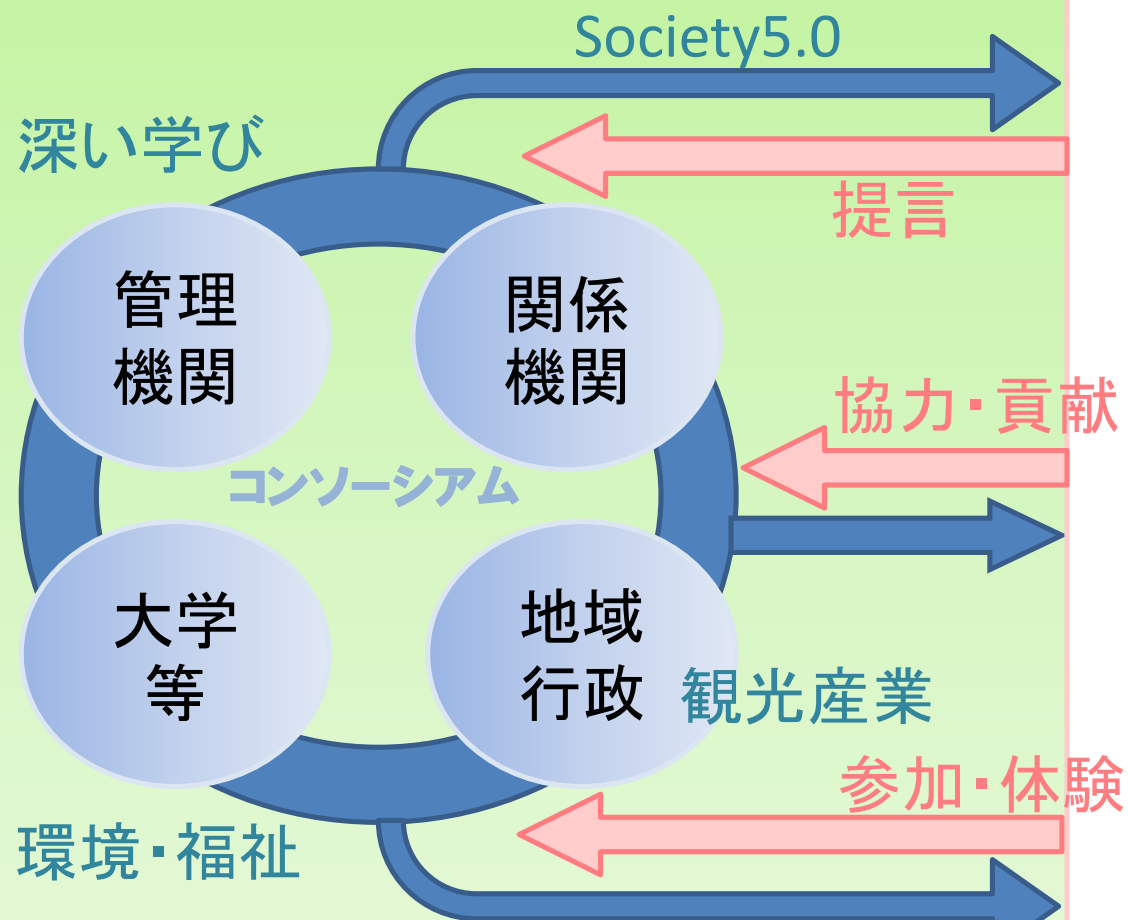 Society5.0
深い学び
提言
管理
機関
関係
機関
協力・貢献
コンソーシアム
大学
等
地域
行政
観光産業
参加・体験
環境・福祉